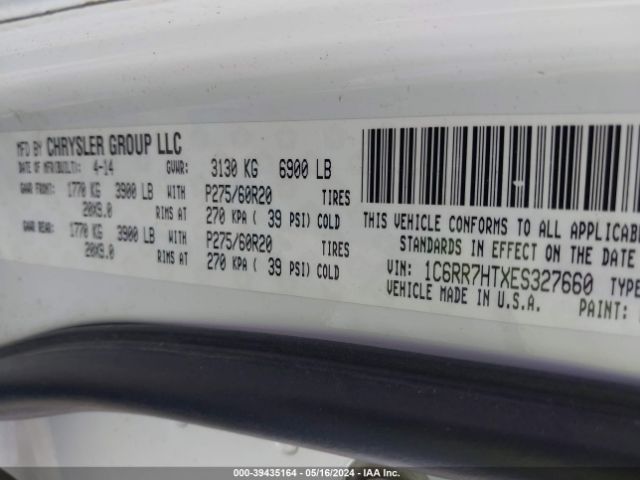 MFD BY CHRYSLER GROUP LLC
DATE OF MFR(BUILT): 4-14 GVWR: 3130 KG 6900 LB
GAWR FRONT: 1770 KG 3900 LB WITH P275/60R20 TIRES
20X9.0 RIMS AT 270 KPA ( 39 PSI) COLD
GAWR REAR: 1770 KG 3900 LB WITH P275/60R20 TIRES
20X9.0 RIMS AT 270 KPA ( 39 PSI) COLD
THIS VEHICLE CONFORMS TO ALL APPLICABLE
STANDARDS IN EFFECT ON THE DATE
VIN: 1C6RR7HTXES327660 TYPE
VEHICLE MADE IN U.S.A. PAINT:
000-39435164 - 05/16/2024 - IAA Inc.